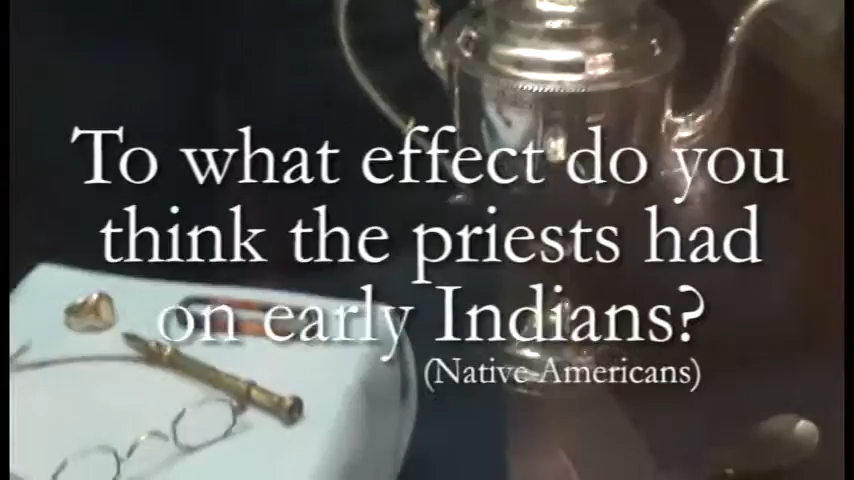 To what effect do you
think the priests had
on early Indians?
(Native-Americans)